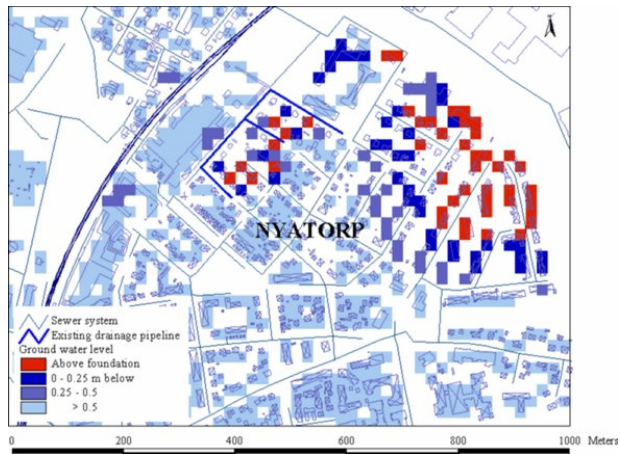 N
NYATORP
Sewer system
Existing drainage pipeline
Ground water level
Above foundation
0 - 0.25 m below
0.25 - 0.5
> 0.5
0 200 400 600 800 1000 Meters